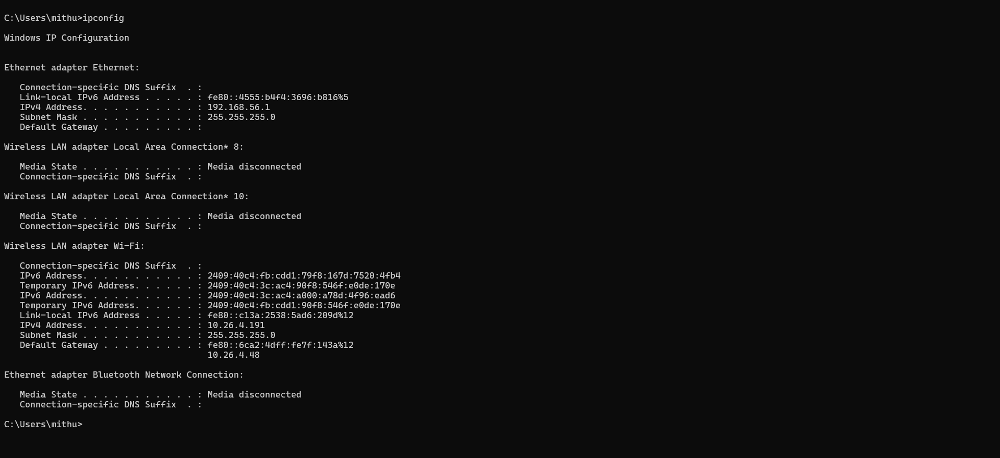 C:\Users\mithu>ipconfig
Windows IP Configuration
Ethernet adapter Ethernet:
   Connection-specific DNS Suffix  . :
   Link-local IPv6 Address . . . . . : fe80::4555:b4f4:3696:b816%5
   IPv4 Address. . . . . . . . . . . : 192.168.56.1
   Subnet Mask . . . . . . . . . . . : 255.255.255.0
   Default Gateway . . . . . . . . . :
Wireless LAN adapter Local Area Connection* 8:
   Media State . . . . . . . . . . . : Media disconnected
   Connection-specific DNS Suffix  . :
Wireless LAN adapter Local Area Connection* 10:
   Media State . . . . . . . . . . . : Media disconnected
   Connection-specific DNS Suffix  . :
Wireless LAN adapter Wi-Fi:
   Connection-specific DNS Suffix  . :
   IPv6 Address. . . . . . . . . . . : 2409:40c4:fb:cdd1:79f8:167d:7520:4fb4
   Temporary IPv6 Address. . . . . . : 2409:40c4:3c:ac4:90f8:546f:e0de:170e
   IPv6 Address. . . . . . . . . . . : 2409:40c4:3c:ac4:a000:a78d:4f96:ead6
   Temporary IPv6 Address. . . . . . : 2409:40c4:fb:cdd1:90f8:546f:e0de:170e
   Link-local IPv6 Address . . . . . : fe80::c13a:2538:5ad6:209d%12
   IPv4 Address. . . . . . . . . . . : 10.26.4.191
   Subnet Mask . . . . . . . . . . . : 255.255.255.0
   Default Gateway . . . . . . . . . : fe80::6ca2:4dff:fe7f:143a%12
                                       10.26.4.48
Ethernet adapter Bluetooth Network Connection:
   Media State . . . . . . . . . . . : Media disconnected
   Connection-specific DNS Suffix  . :
C:\Users\mithu>